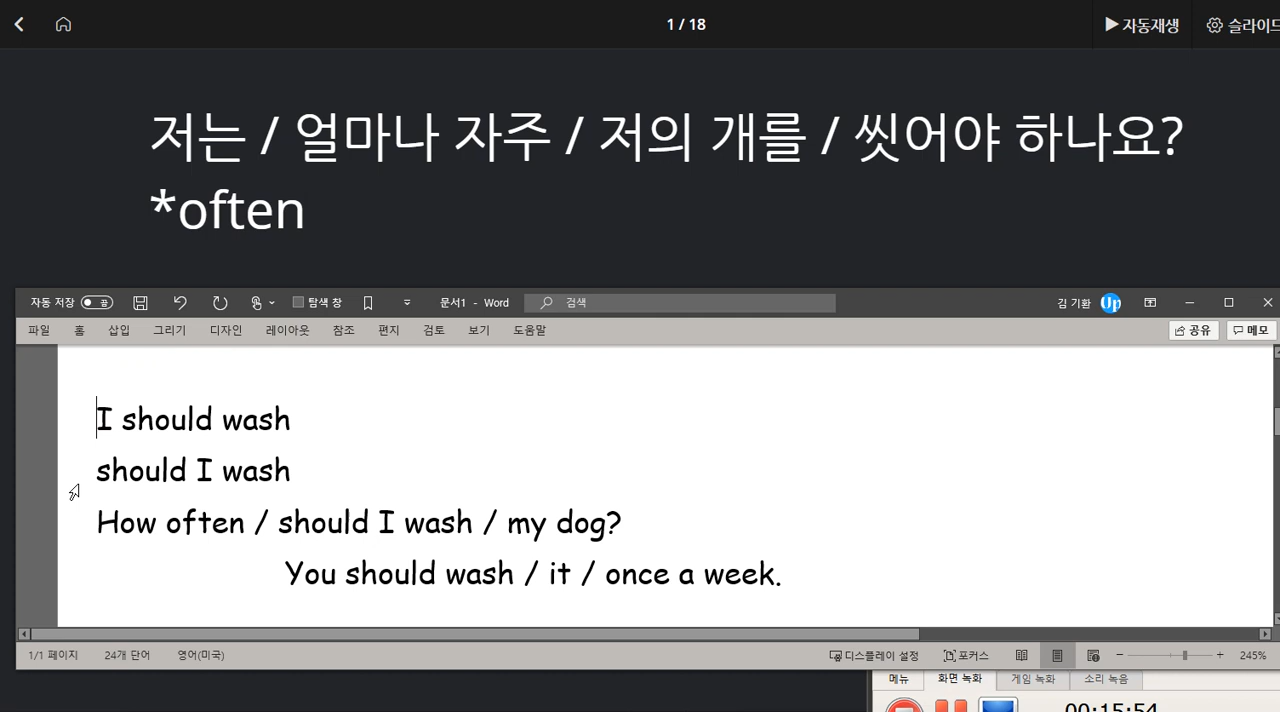 1 / 18
자동재생
슬라이드
저는 / 얼마나 자주 / 저의 개를 / 씻어야 하나요?
*often
자동 저장 끔 탐색 창 문서1 - Word 검색 김 기환 Up
파일 홈 삽입 그리기 디자인 레이아웃 참조 편지 검토 보기 도움말 공유 메모
I should wash
should I wash
How often / should I wash / my dog?
You should wash / it / once a week.
1/1 페이지 24개 단어 영어(미국) 디스플레이 설정 포커스 245%
메뉴 화면 녹화 게임 녹화 소리 녹음
00:15:54